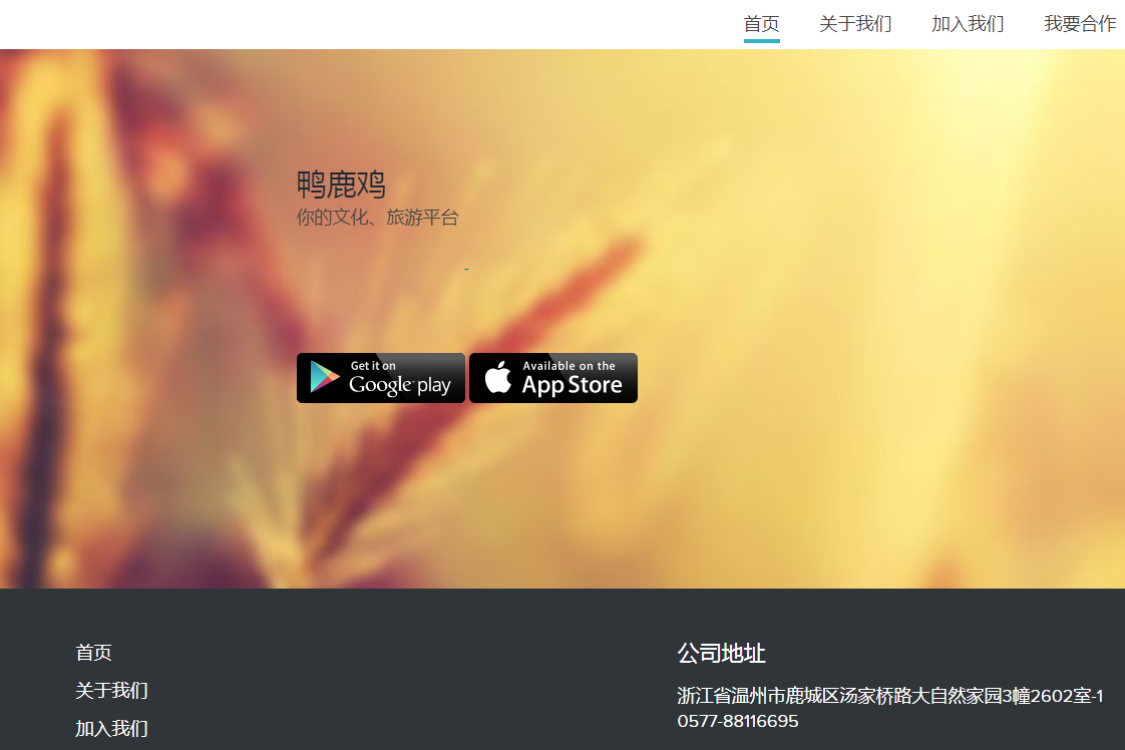 首页 关于我们 加入我们 我要合作
鸭鹿鸡
你的文化、旅游平台
-
Get it on
Google play
Available on the
App Store
首页
关于我们
加入我们
公司地址
浙江省温州市鹿城区汤家桥路大自然家园3幢2602室-1
0577-88116695